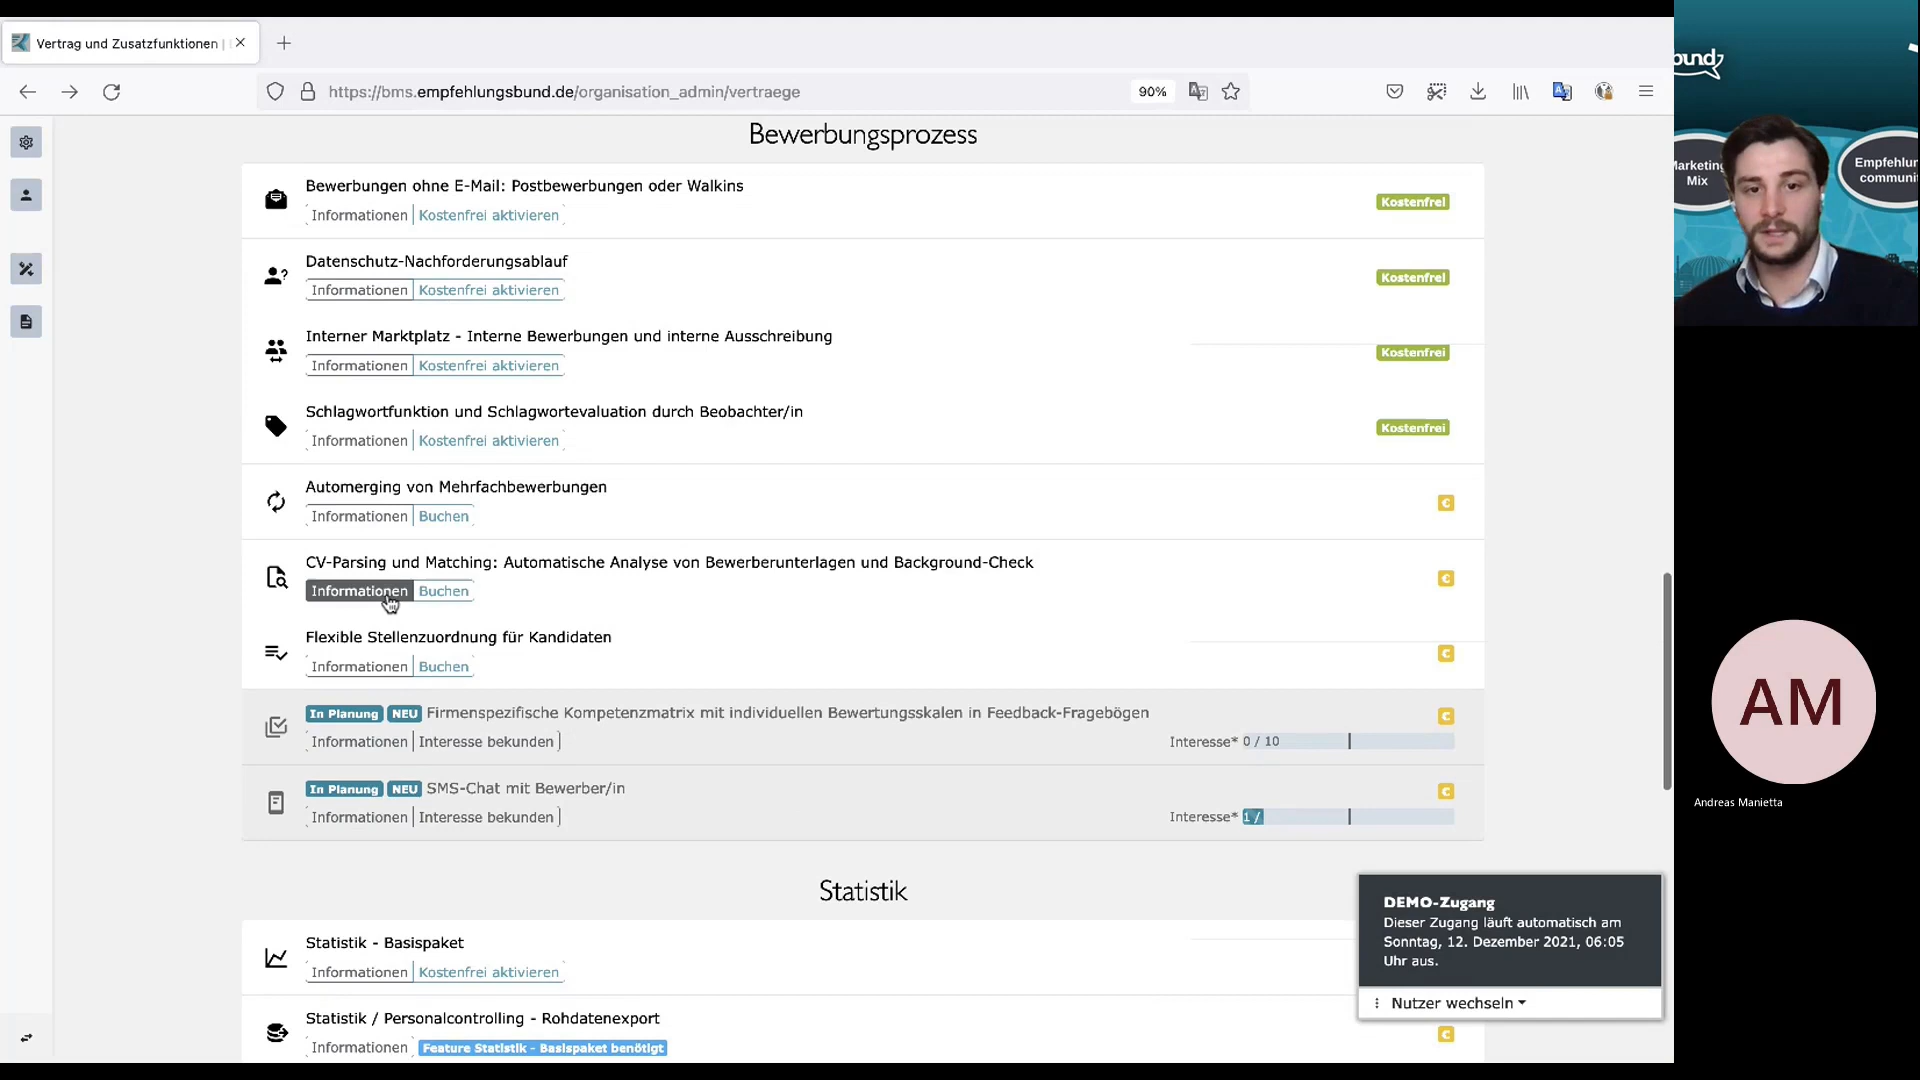 Vertrag und Zusatzfunktionen |
https://bms.empfehlungsbund.de/organisation_admin/vertraege
90%
Bewerbungsprozess
Bewerbungen ohne E-Mail: Postbewerbungen oder Walkins
Informationen Kostenfrei aktivieren
Kostenfrei
Datenschutz-Nachforderungsablauf
Informationen Kostenfrei aktivieren
Kostenfrei
Interner Marktplatz - Interne Bewerbungen und interne Ausschreibung
Informationen Kostenfrei aktivieren
Kostenfrei
Schlagwortfunktion und Schlagwortevaluation durch Beobachter/in
Informationen Kostenfrei aktivieren
Kostenfrei
Automerging von Mehrfachbewerbungen
Informationen Buchen
€
CV-Parsing und Matching: Automatische Analyse von Bewerberunterlagen und Background-Check
Informationen Buchen
€
Flexible Stellenzuordnung für Kandidaten
Informationen Buchen
€
In Planung NEU Firmenspezifische Kompetenzmatrix mit individuellen Bewertungsskalen in Feedback-Fragebögen
€
Informationen Interesse bekunden
Interesse* 0 / 10
In Planung NEU SMS-Chat mit Bewerber/in
€
Informationen Interesse bekunden
Interesse* 1 /
Statistik
Statistik - Basispaket
Informationen Kostenfrei aktivieren
Statistik / Personalcontrolling - Rohdatenexport
Informationen Feature Statistik - Basispaket benötigt
€
DEMO-Zugang
Dieser Zugang läuft automatisch am
Sonntag, 12. Dezember 2021, 06:05
Uhr aus.
Nutzer wechseln
bund
Marketing
Mix
Empfehlun
communi
AM
Andreas Manietta